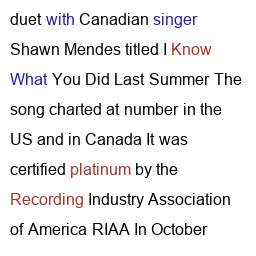 duet with Canadian singer
Shawn Mendes titled I Know
What You Did Last Summer The
song charted at number in the
US and in Canada It was
certified platinum by the
Recording Industry Association
of America RIAA In October